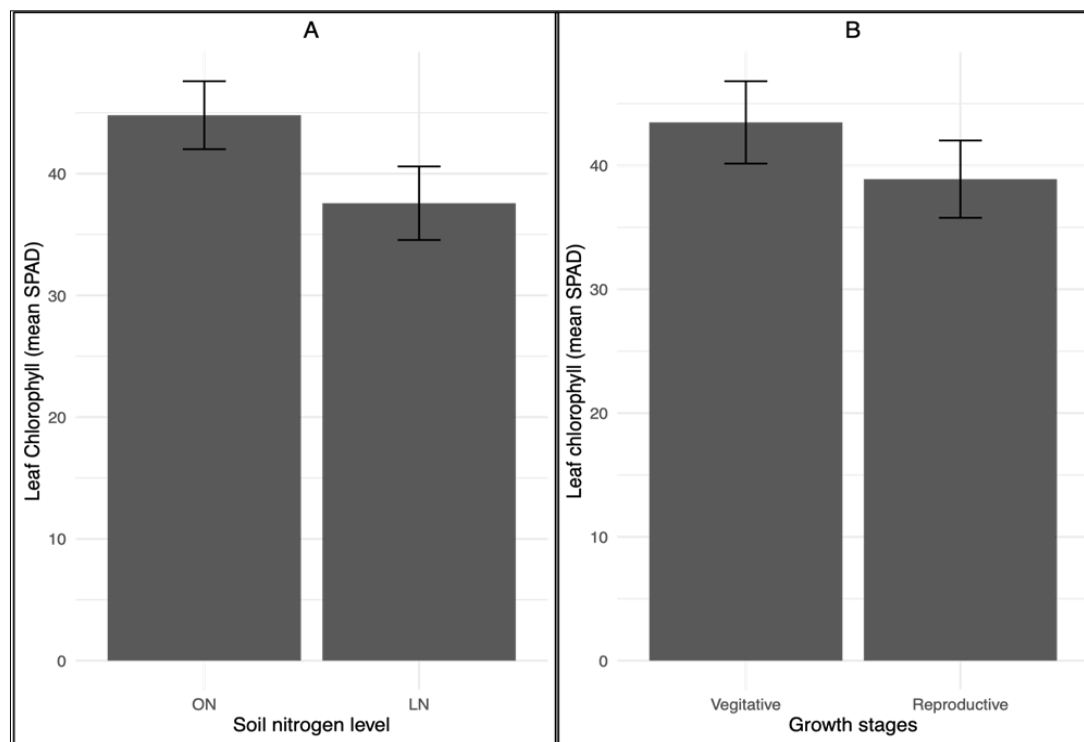 A
Leaf Chlorophyll (mean SPAD)
40
30
20
10
0
ON LN
Soil nitrogen level
B
Leaf chlorophyll (mean SPAD)
40
30
20
10
0
Vegitative Reproductive
Growth stages